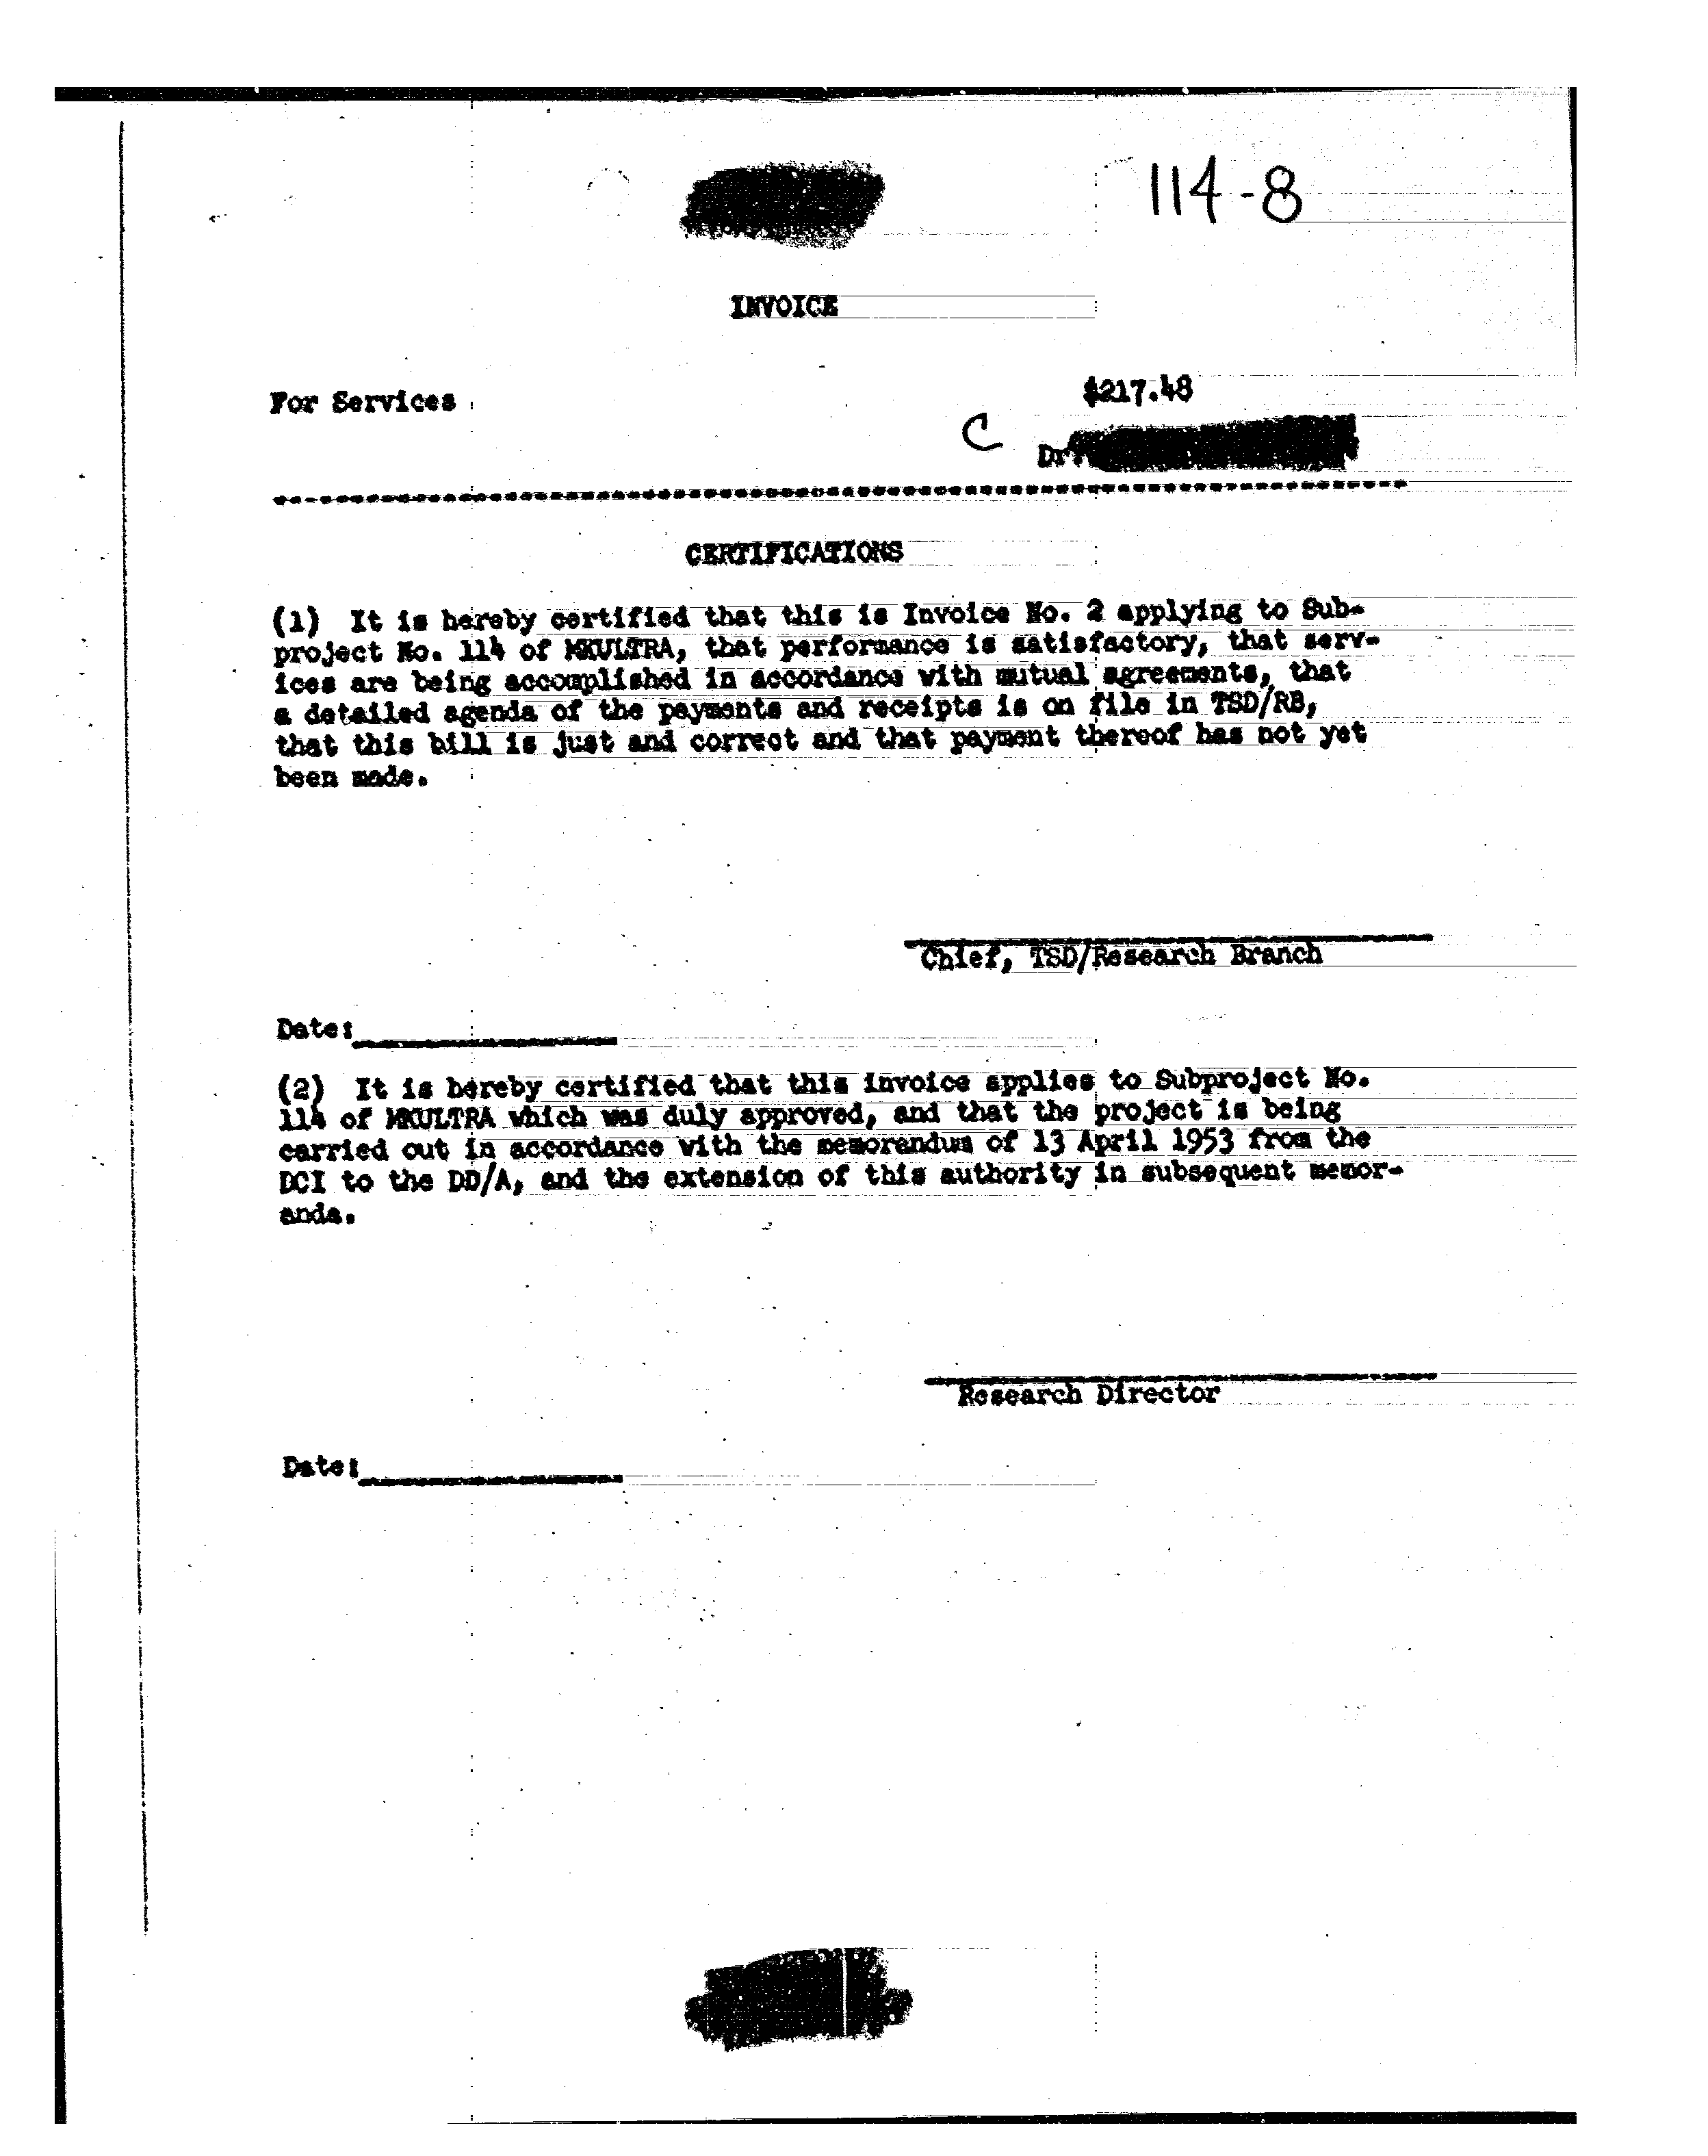 114-8
INVOICE
For Services
$217.48
C
Dr.
CERTIFICATIONS
(1) It is hereby certified that this is Invoice No. 2 applying to Sub-
project No. 114 of MKULTRA, that performance is satisfactory, that serv-
ices are being accomplished in accordance with mutual agreements, that
a detailed agenda of the payments and receipts is on file in TSD/RB,
that this bill is just and correct and that payment thereof has not yet
been made.
Chief, TSD/Research Branch
Date:
(2) It is hereby certified that this invoice applies to Subproject No.
114 of MKULTRA which was duly approved, and that the project is being
carried out in accordance with the memorandum of 13 April 1953 from the
DCI to the DD/A, and the extension of this authority in subsequent memor-
anda.
Research Director
Date: